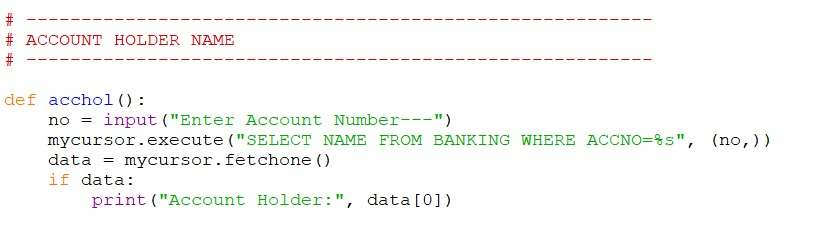 # ---------------------------------------------------------
# ACCOUNT HOLDER NAME
# ---------------------------------------------------------
def acchol():
    no = input("Enter Account Number---")
    mycursor.execute("SELECT NAME FROM BANKING WHERE ACCNO=%s", (no,))
    data = mycursor.fetchone()
    if data:
        print("Account Holder:", data[0])